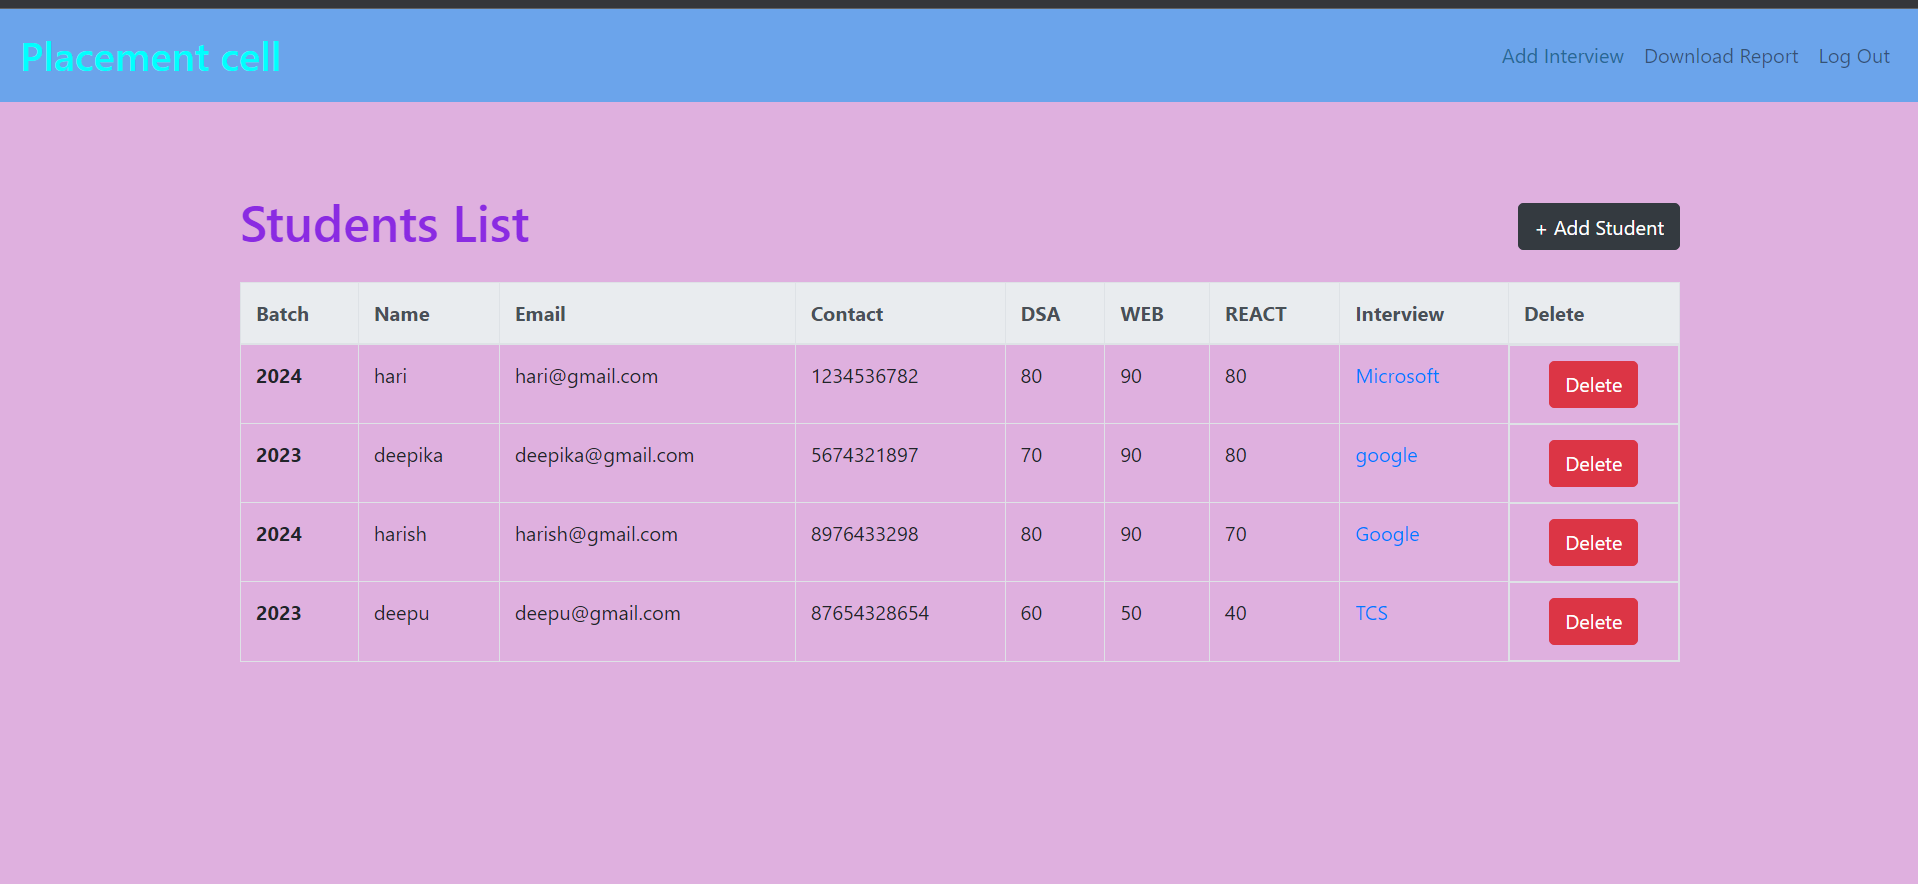 Placement cell Add Interview Download Report Log Out
Students List + Add Student
Batch Name Email Contact DSA WEB REACT Interview Delete
2024 hari hari@gmail.com 1234536782 80 90 80 Microsoft Delete
2023 deepika deepika@gmail.com 5674321897 70 90 80 google Delete
2024 harish harish@gmail.com 8976433298 80 90 70 Google Delete
2023 deepu deepu@gmail.com 87654328654 60 50 40 TCS Delete